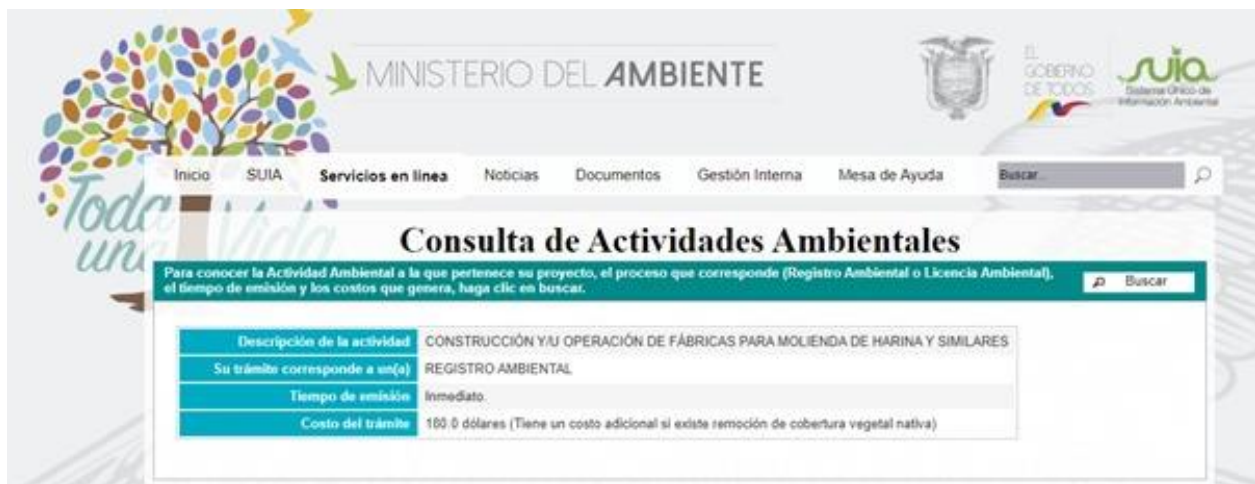 MINISTERIO DEL AMBIENTE
EL
GOBIERNO
DE TODOS
suia
Sistema Único de
Información Ambiental
Toda
una Vida
Inicio SUIA Servicios en línea Noticias Documentos Gestión Interna Mesa de Ayuda Buscar...
Consulta de Actividades Ambientales
Para conocer la Actividad Ambiental a la que pertenece su proyecto, el proceso que corresponde (Registro Ambiental o Licencia Ambiental),
el tiempo de emisión y los costos que genera, haga clic en buscar.
Buscar
Descripción de la actividad CONSTRUCCIÓN Y/U OPERACIÓN DE FÁBRICAS PARA MOLIENDA DE HARINA Y SIMILARES
Su trámite corresponde a un(a) REGISTRO AMBIENTAL
Tiempo de emisión Inmediato.
Costo del trámite 180.0 dólares (Tiene un costo adicional si existe remoción de cobertura vegetal nativa)